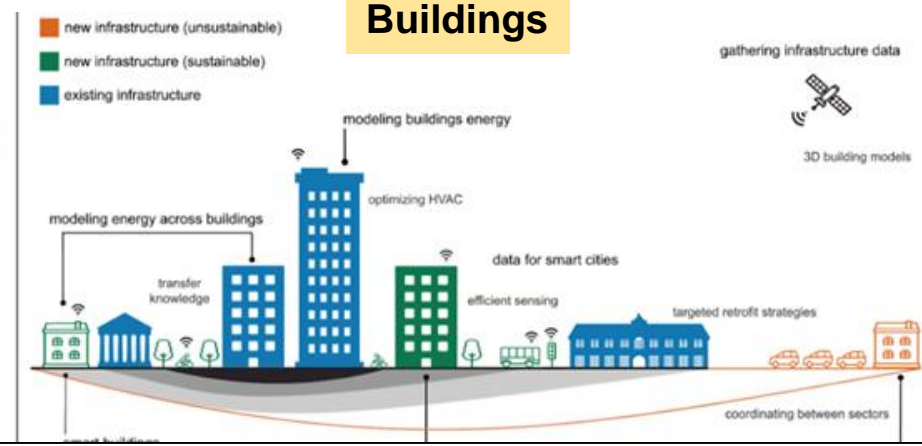 Buildings
new infrastructure (unsustainable)
new infrastructure (sustainable)
existing infrastructure
gathering infrastructure data
modeling buildings energy
3D building models
optimizing HVAC
modeling energy across buildings
data for smart cities
transfer
knowledge
efficient sensing
targeted retrofit strategies
coordinating between sectors
smart buildings